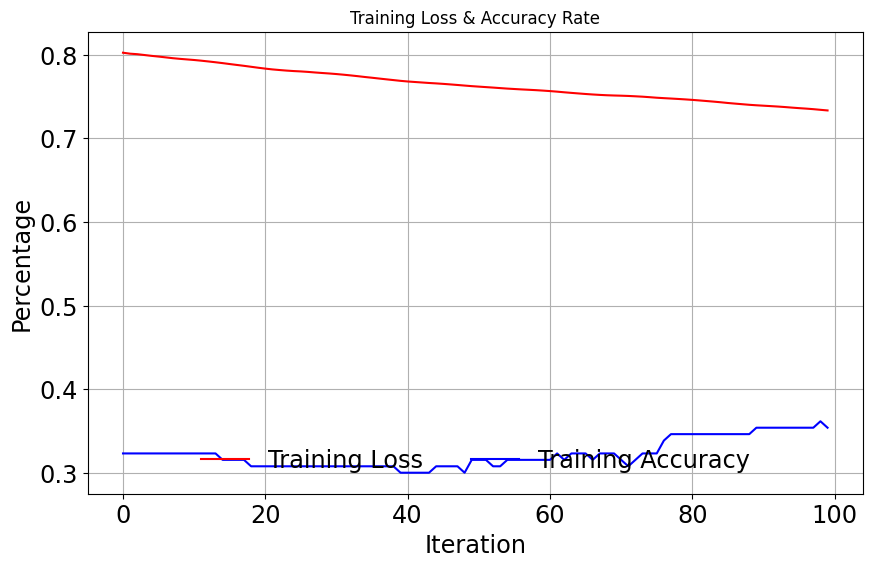 Training Loss & Accuracy Rate
Percentage
0.8
0.7
0.6
0.5
0.4
0.3
Training Loss Training Accuracy
0 20 40 60 80 100
Iteration